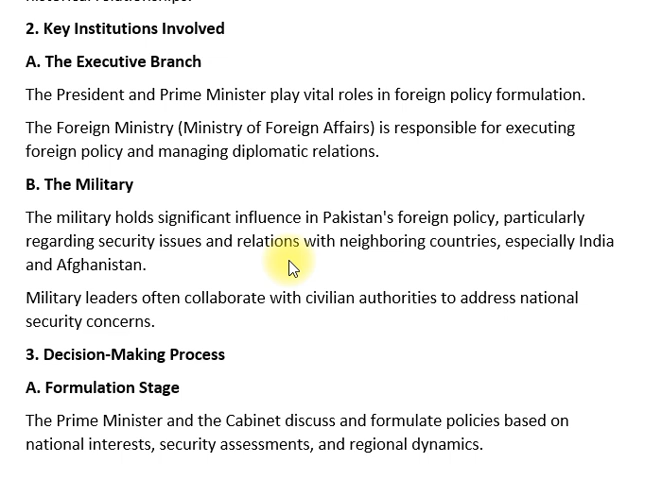 2. Key Institutions Involved
A. The Executive Branch
The President and Prime Minister play vital roles in foreign policy formulation.
The Foreign Ministry (Ministry of Foreign Affairs) is responsible for executing
foreign policy and managing diplomatic relations.
B. The Military
The military holds significant influence in Pakistan's foreign policy, particularly
regarding security issues and relations with neighboring countries, especially India
and Afghanistan.
Military leaders often collaborate with civilian authorities to address national
security concerns.
3. Decision-Making Process
A. Formulation Stage
The Prime Minister and the Cabinet discuss and formulate policies based on
national interests, security assessments, and regional dynamics.